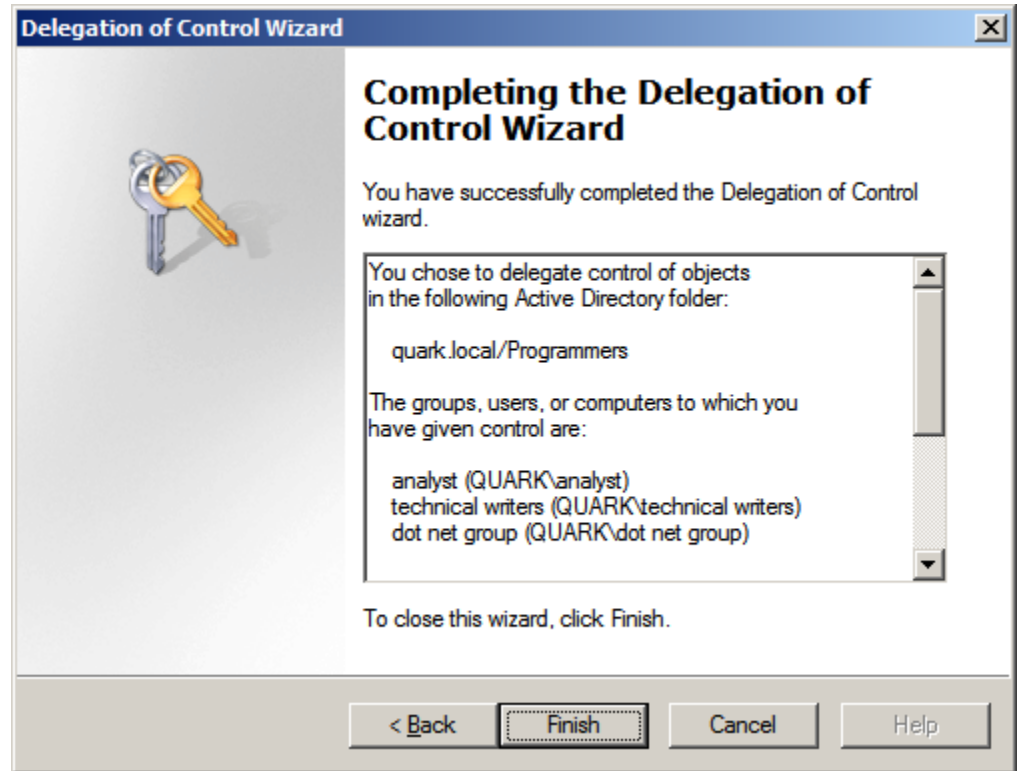 Delegation of Control Wizard
Completing the Delegation of
Control Wizard
You have successfully completed the Delegation of Control
wizard.
You chose to delegate control of objects
in the following Active Directory folder:
quark.local/Programmers
The groups, users, or computers to which you
have given control are:
analyst (QUARK\analyst)
technical writers (QUARK\technical writers)
dot net group (QUARK\dot net group)
To close this wizard, click Finish.
< Back
Finish
Cancel
Help